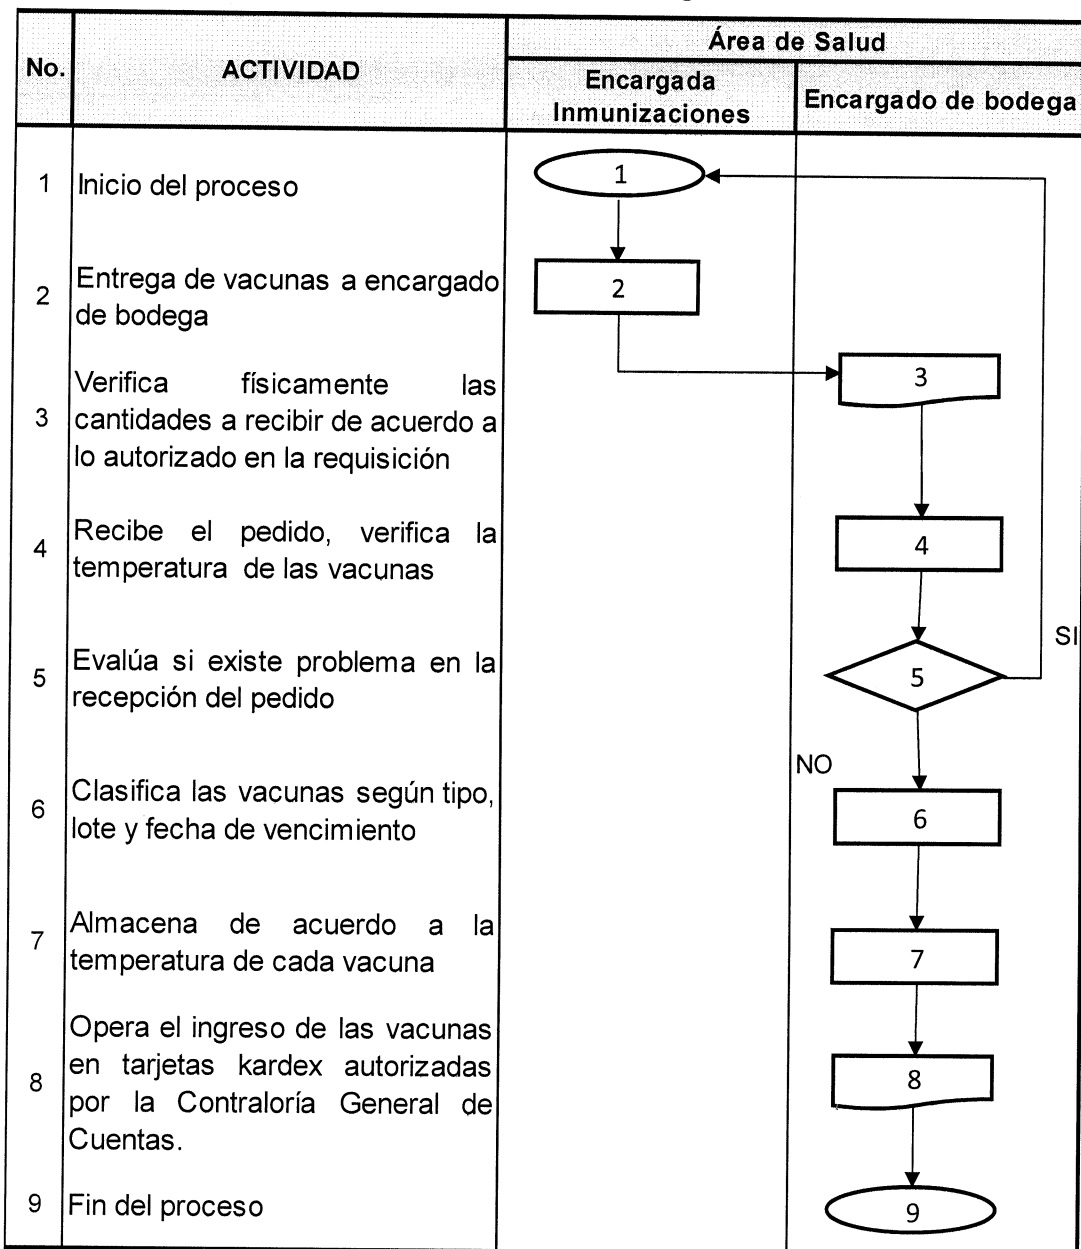 No.
ACTIVIDAD
Área de Salud
Encargada
Inmunizaciones
Encargado de bodega
1
Inicio del proceso
1
2
Entrega de vacunas a encargado
de bodega
2
3
Verifica físicamente las
cantidades a recibir de acuerdo a
lo autorizado en la requisición
3
4
Recibe el pedido, verifica la
temperatura de las vacunas
4
5
Evalúa si existe problema en la
recepción del pedido
5
SI
NO
6
Clasifica las vacunas según tipo,
lote y fecha de vencimiento
6
7
Almacena de acuerdo a la
temperatura de cada vacuna
7
8
Opera el ingreso de las vacunas
en tarjetas kardex autorizadas
por la Contraloría General de
Cuentas.
8
9
Fin del proceso
9